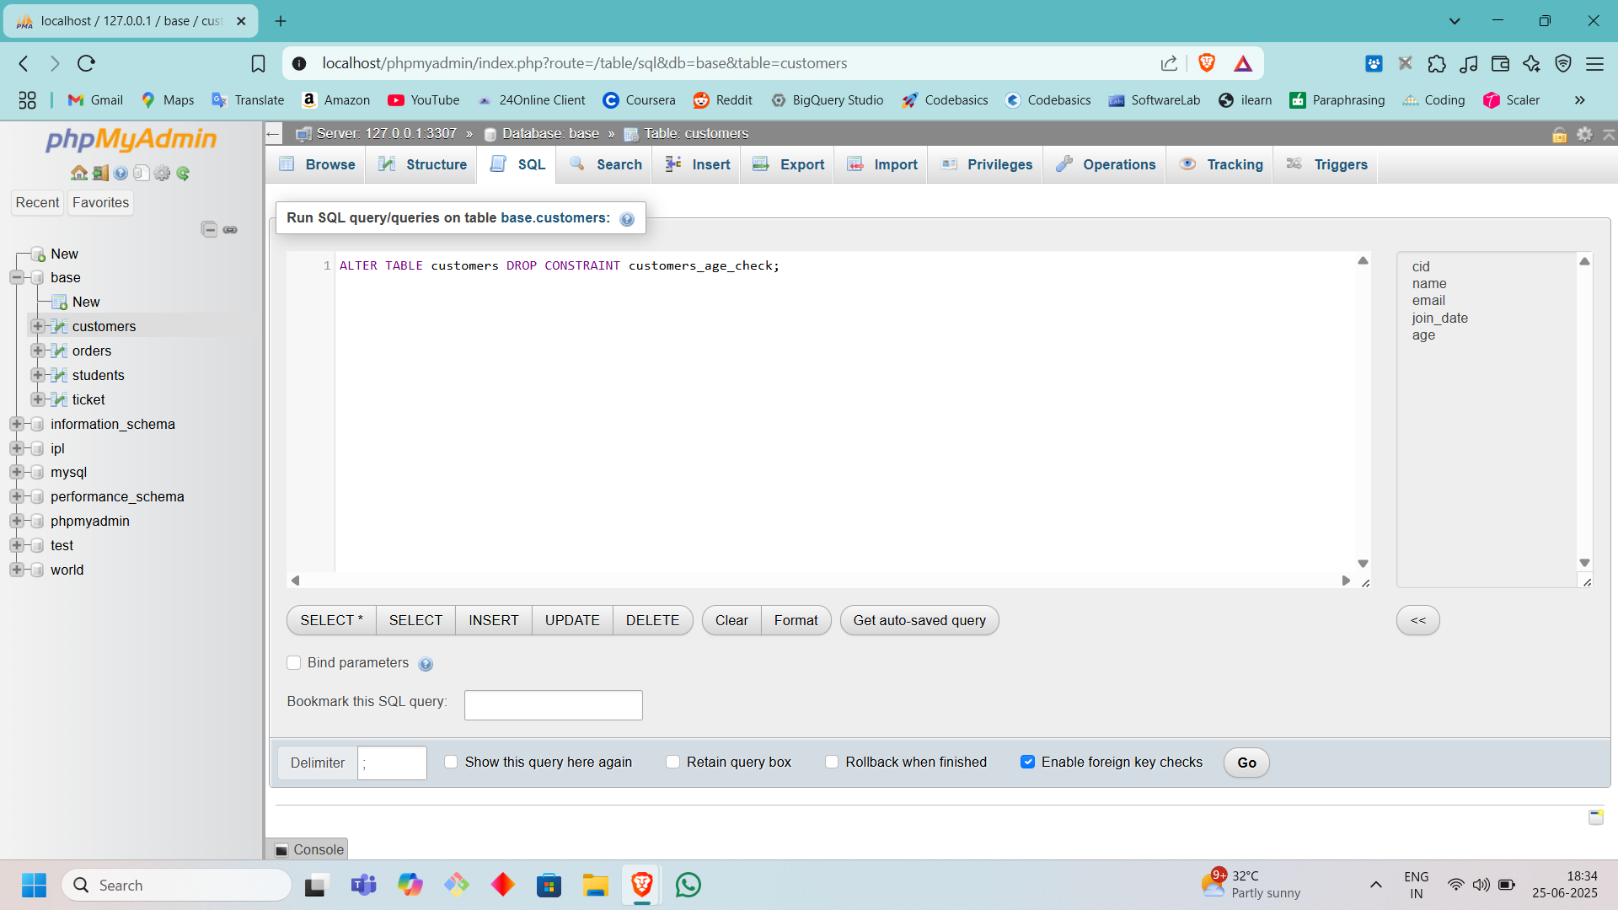 localhost / 127.0.0.1 / base / cus
localhost/phpmyadmin/index.php?route=/table/sql&db=base&table=customers
Gmail Maps Translate Amazon YouTube 24Online Client Coursera Reddit BigQuery Studio Codebasics Codebasics SoftwareLab ilearn Paraphrasing Coding Scaler »
phpMyAdmin
Recent Favorites
New
base
New
customers
orders
students
ticket
information_schema
ipl
mysql
performance_schema
phpmyadmin
test
world
Server: 127.0.0.1:3307 » Database: base » Table: customers
Browse Structure SQL Search Insert Export Import Privileges Operations Tracking Triggers
Run SQL query/queries on table base.customers:
1 ALTER TABLE customers DROP CONSTRAINT customers_age_check;
cid
name
email
join_date
age
SELECT * SELECT INSERT UPDATE DELETE Clear Format Get auto-saved query <<
Bind parameters
Bookmark this SQL query:
Delimiter ; Show this query here again Retain query box Rollback when finished Enable foreign key checks Go
Console
Search
9+ 32°C
Partly sunny
ENG
IN
18:34
25-06-2025